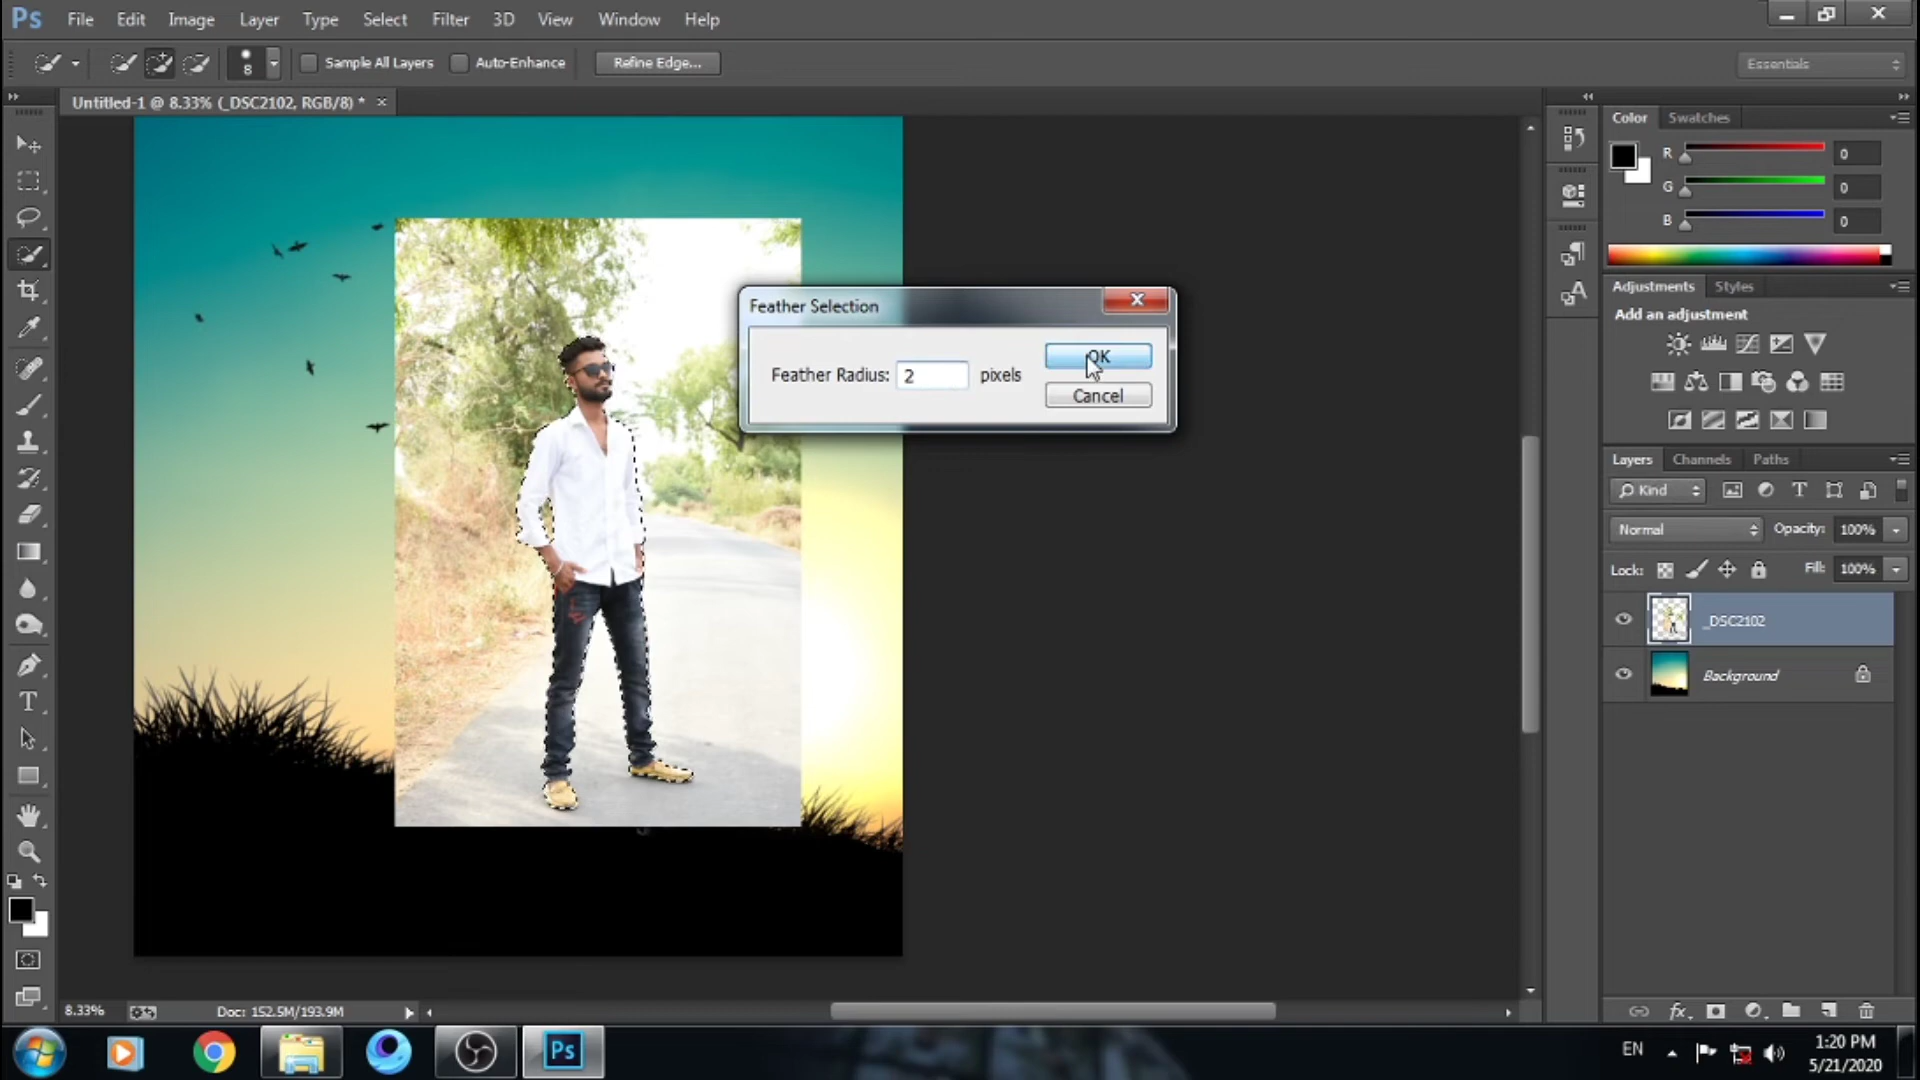 Ps File Edit Image Layer Type Select Filter 3D View Window Help
8 Sample All Layers Auto-Enhance Refine Edge... Essentials
Untitled-1 @ 8.33% (_DSC2102, RGB/8) * ×
Color Swatches
R 0
G 0
B 0
Adjustments Styles
Add an adjustment
Feather Selection
Feather Radius: 2 pixels
OK
Cancel
Layers Channels Paths
Kind
Normal Opacity: 100%
Lock: Fill: 100%
_DSC2102
Background
8.33% Doc: 152.5M/193.9M
Ps
EN
1:20 PM
5/21/2020